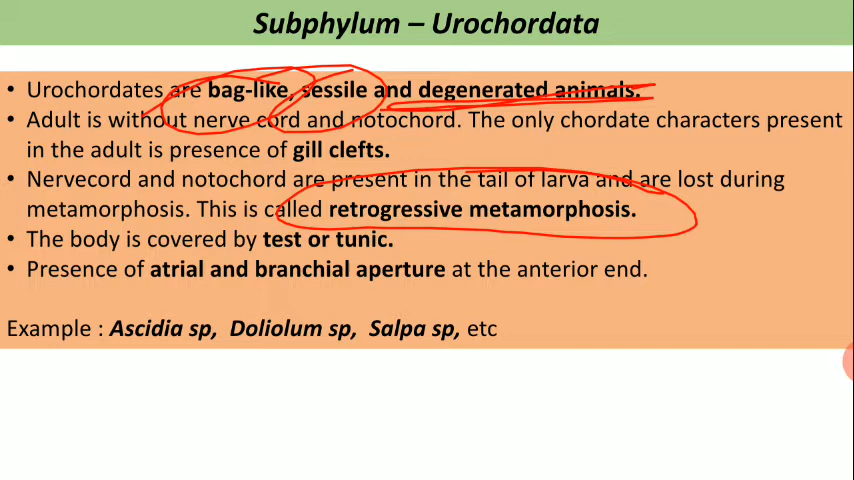 Subphylum – Urochordata
• Urochordates are bag-like, sessile and degenerated animals.
• Adult is without nerve cord and notochord. The only chordate characters present
in the adult is presence of gill clefts.
• Nervecord and notochord are present in the tail of larva and are lost during
metamorphosis. This is called retrogressive metamorphosis.
• The body is covered by test or tunic.
• Presence of atrial and branchial aperture at the anterior end.
Example : Ascidia sp, Doliolum sp, Salpa sp, etc